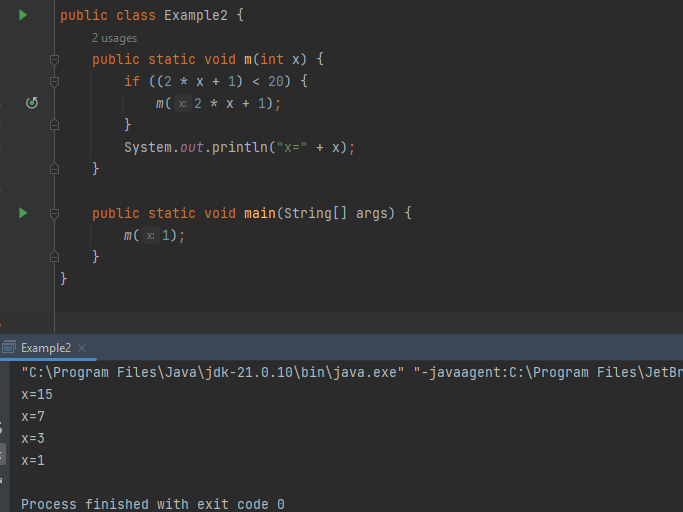 public class Example2 {
2 usages
public static void m(int x) {
if ((2 * x + 1) < 20) {
m( x: 2 * x + 1);
}
System.out.println("x=" + x);
}
public static void main(String[] args) {
m( x: 1);
}
}
Example2 ×
"C:\Program Files\Java\jdk-21.0.10\bin\java.exe" "-javaagent:C:\Program Files\JetBr
x=15
x=7
x=3
x=1
Process finished with exit code 0